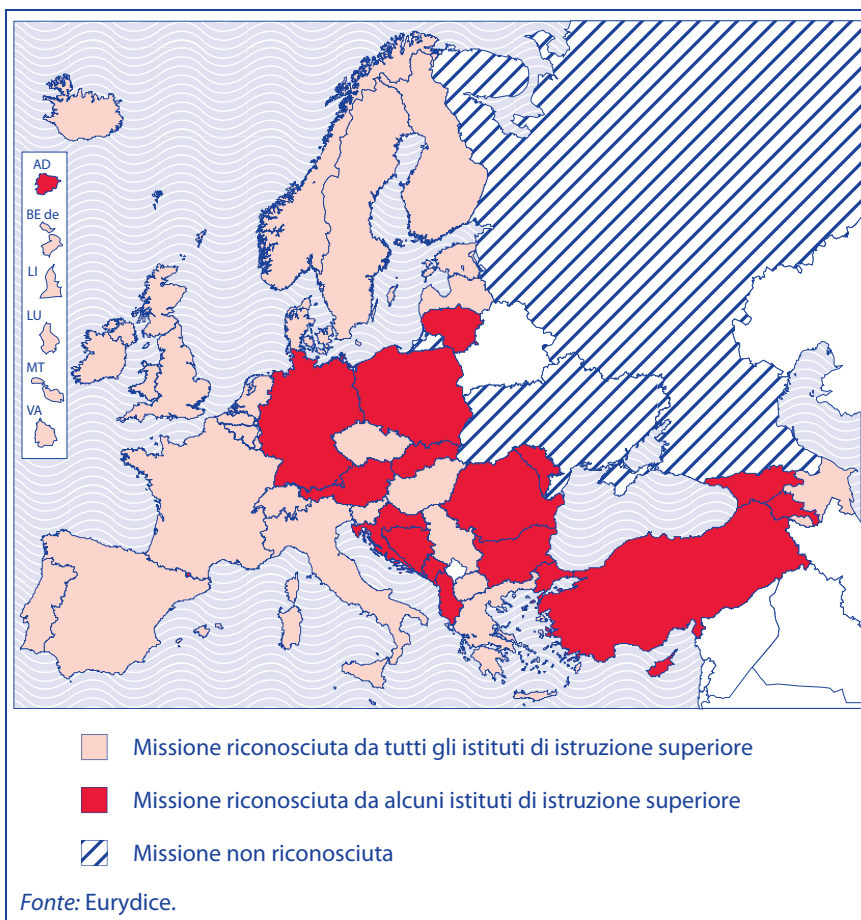 AD
BE de
LI
LU
MT
VA
Missione riconosciuta da tutti gli istituti di istruzione superiore
Missione riconosciuta da alcuni istituti di istruzione superiore
Missione non riconosciuta
Fonte: Eurydice.